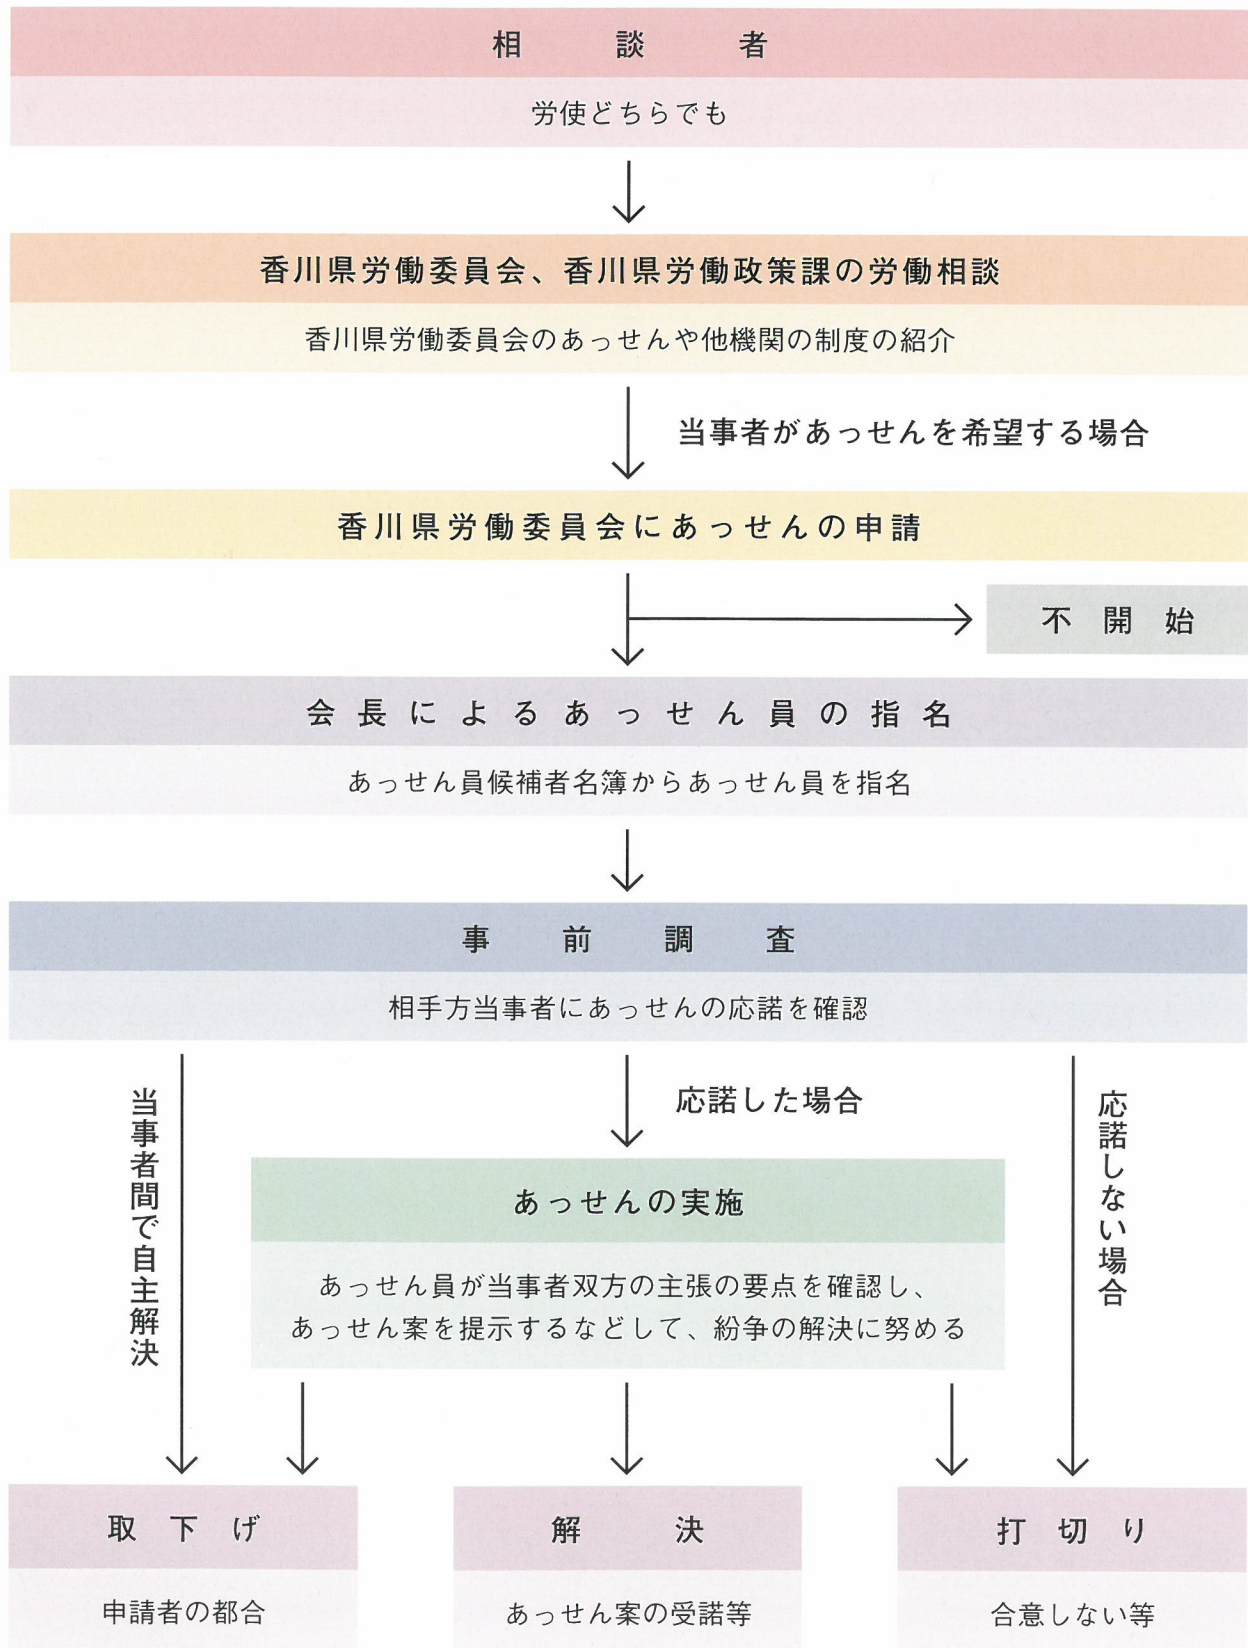 相談者
労使どちらでも
香川県労働委員会、香川県労働政策課の労働相談
香川県労働委員会のあっせんや他機関の制度の紹介
当事者があっせんを希望する場合
香川県労働委員会にあっせんの申請
不開始
会長によるあっせん員の指名
あっせん員候補者名簿からあっせん員を指名
事前調査
相手方当事者にあっせんの応諾を確認
当事者間で自主解決
応諾した場合
応諾しない場合
あっせんの実施
あっせん員が当事者双方の主張の要点を確認し、
あっせん案を提示するなどして、紛争の解決に努める
取下げ
申請者の都合
解決
あっせん案の受諾等
打切り
合意しない等